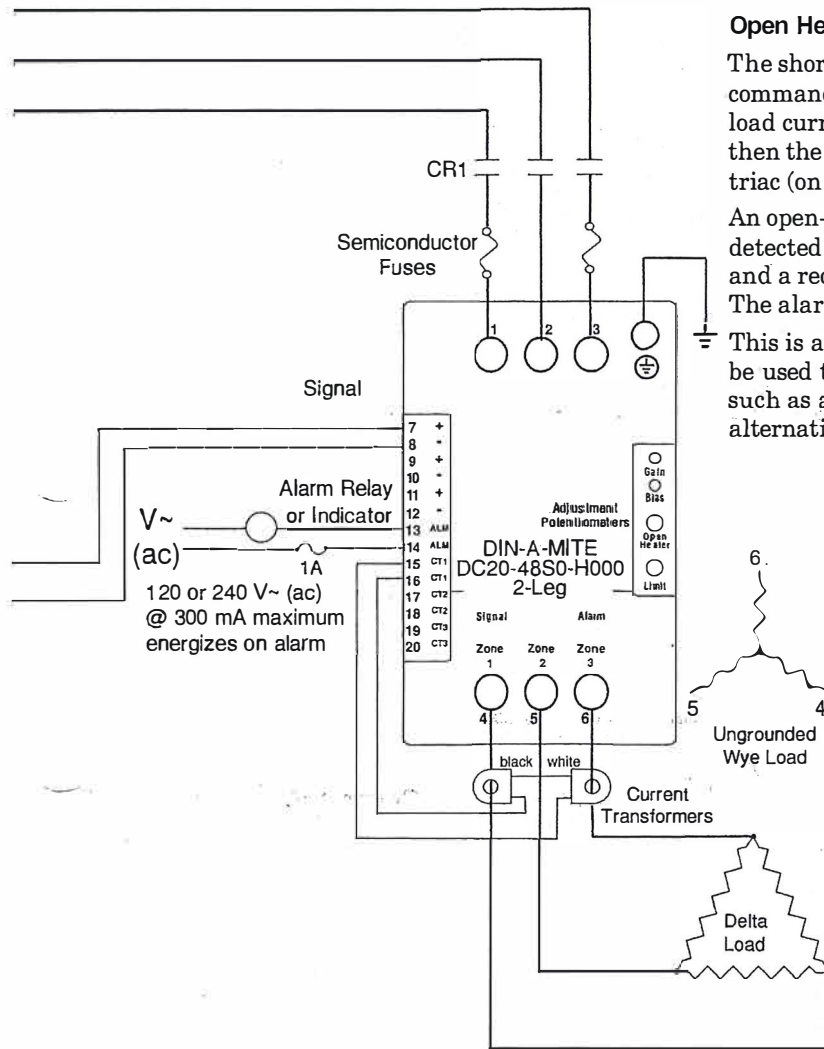 Open He
The shor
command
load curr
then the
triac (on
An open-
detected
and a rec
The alar
This is a
be used t
such as a
alternati
CR1
Semiconductor
Fuses
1 2 3
Signal
7 +
8 -
9 +
10 -
11 +
12 -
13 ALM
14 ALM
15 CT1
16 CT1
17 CT2
18 CT2
19 CT3
20 CT3
Alarm Relay
or Indicator
V~
(ac)
1A
120 or 240 V~ (ac)
@ 300 mA maximum
energizes on alarm
Adjustment
Potentiometers
Gain
Bias
Open
Heater
Limit
DIN-A-MITE
DC20-48S0-H000
2-Leg
Signal Alarm
Zone Zone Zone
1 2 3
4 5 6
black white
Current
Transformers
6.
5 4
Ungrounded
Wye Load
Delta
Load